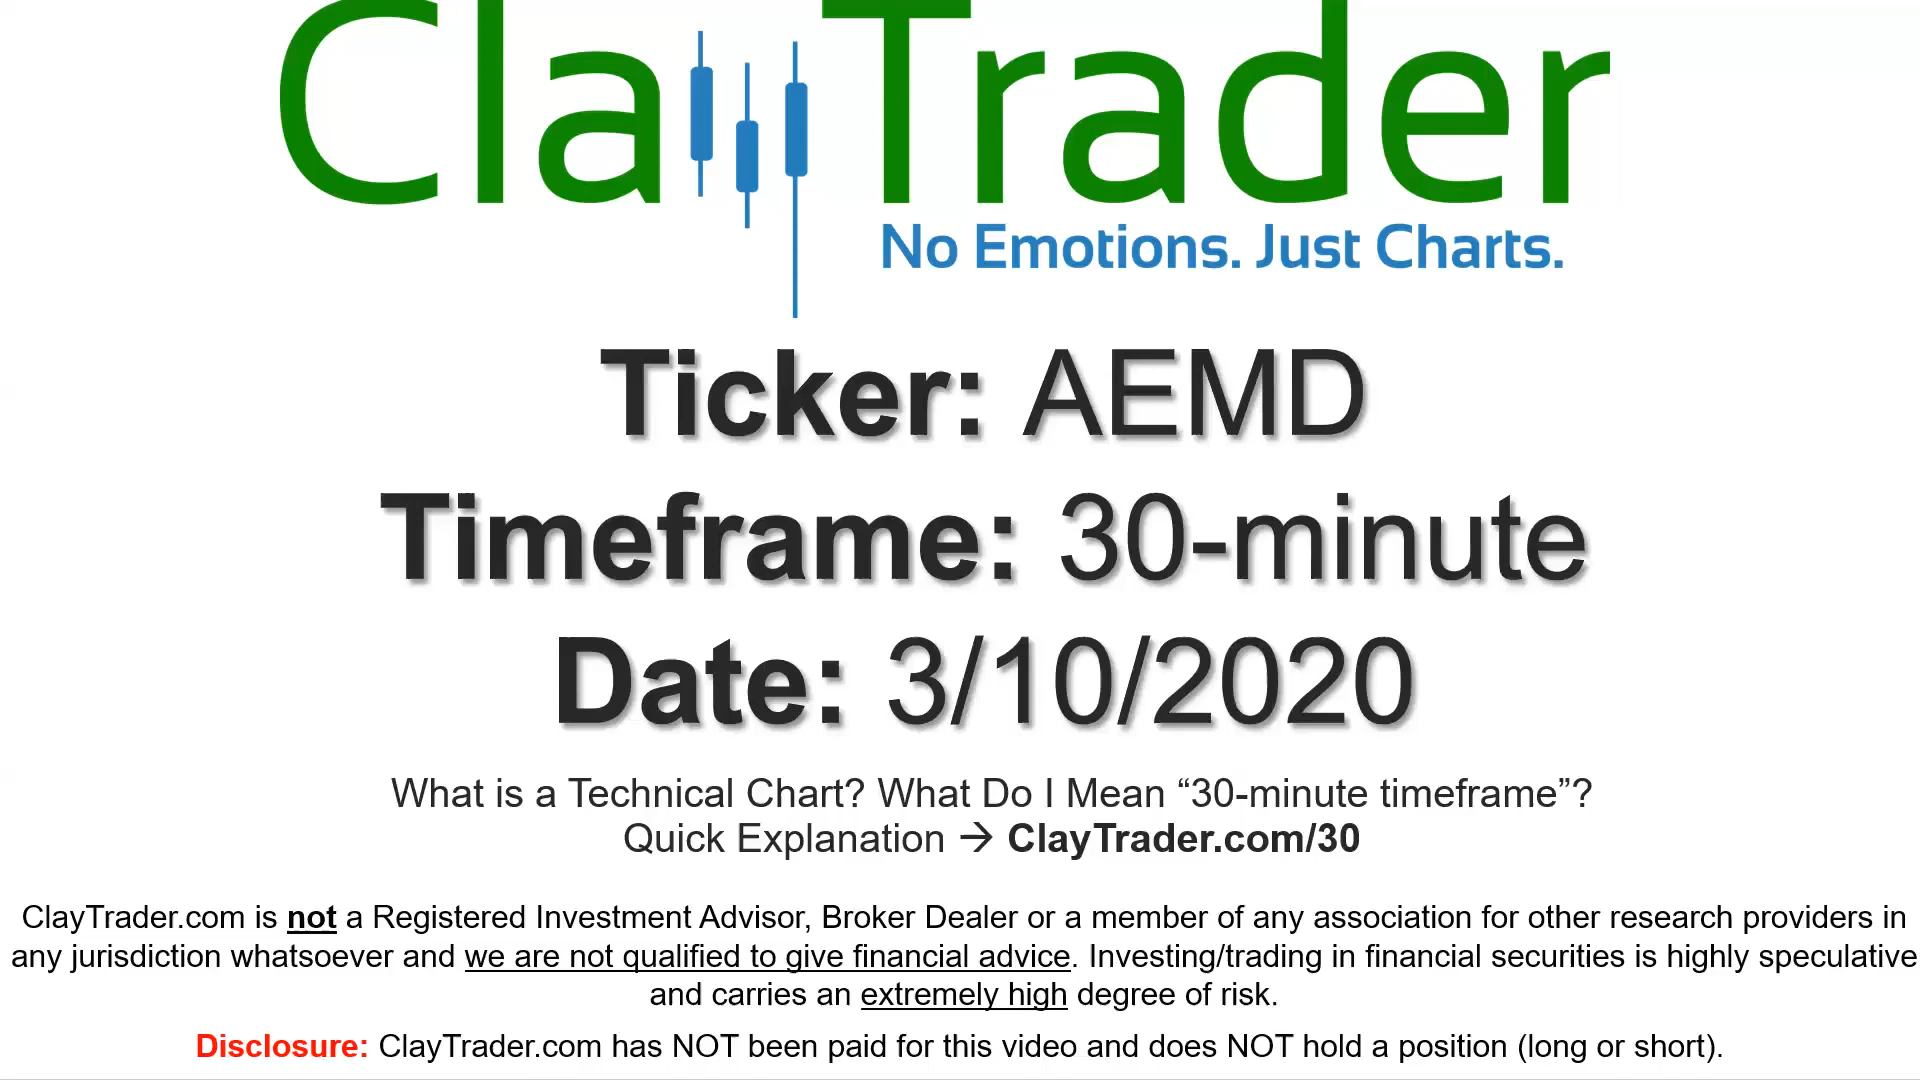 ClayTrader
No Emotions. Just Charts.
Ticker: AEMD
Timeframe: 30-minute
Date: 3/10/2020
What is a Technical Chart? What Do I Mean “30-minute timeframe”?
Quick Explanation → ClayTrader.com/30
ClayTrader.com is not a Registered Investment Advisor, Broker Dealer or a member of any association for other research providers in
any jurisdiction whatsoever and we are not qualified to give financial advice. Investing/trading in financial securities is highly speculative
and carries an extremely high degree of risk.
Disclosure: ClayTrader.com has NOT been paid for this video and does NOT hold a position (long or short).